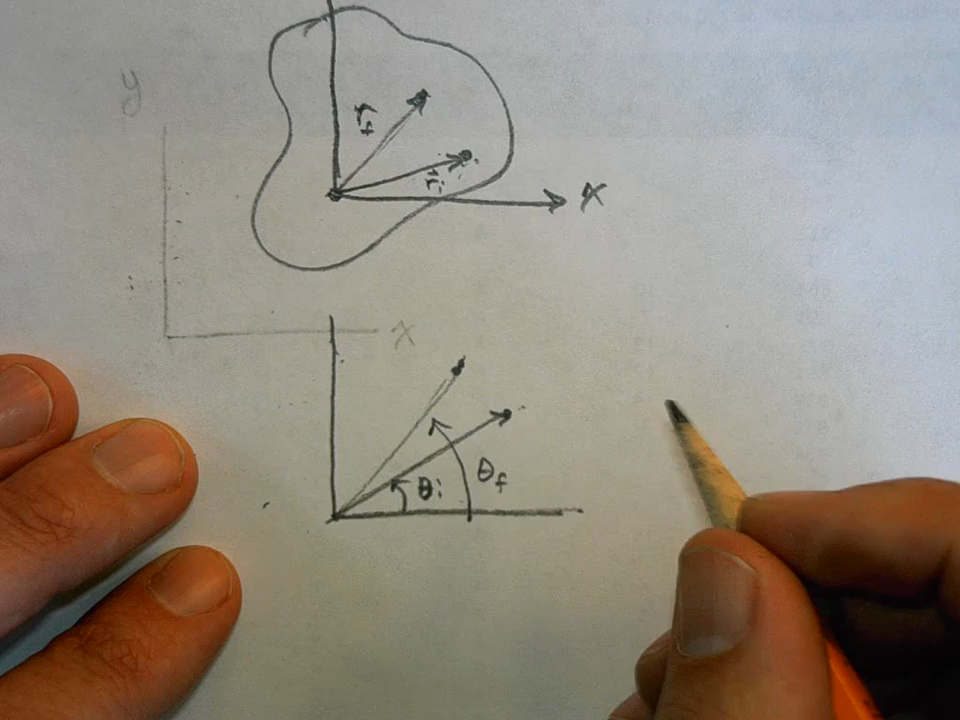 y
r_f
r_i
x
x
θ_i
θ_f